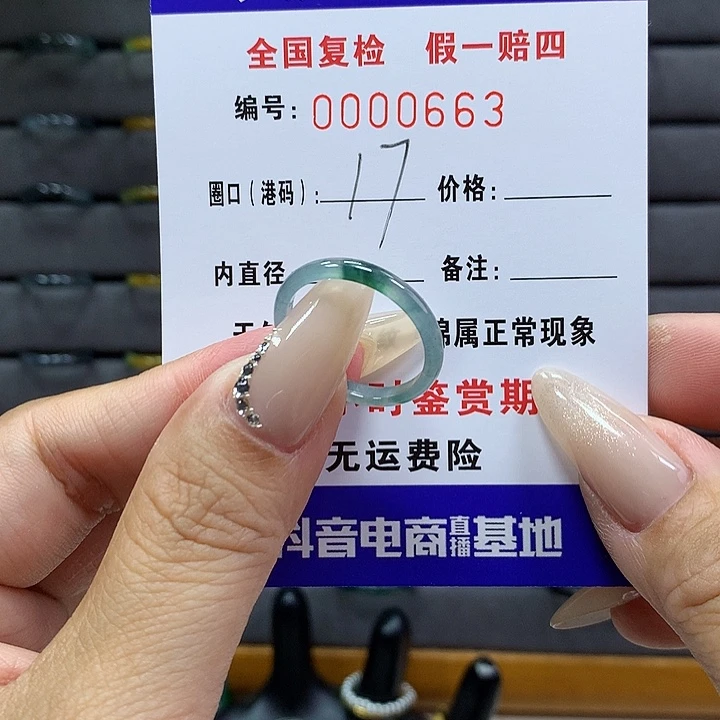 全国复检 假一赔四
编号: 0000663
圈口(港码): 17 价格:
内直径 备注:
棉属正常现象
时鉴赏期
无运费险
抖音电商直播基地